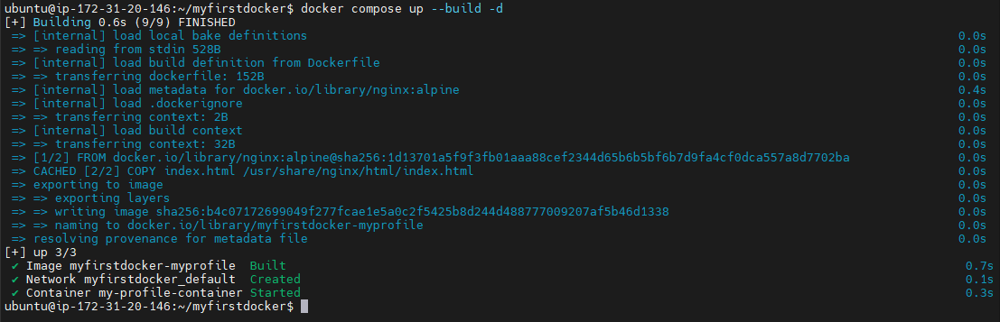 ubuntu@ip-172-31-20-146:~/myfirstdocker$ docker compose up --build -d
[+] Building 0.6s (9/9) FINISHED
=> [internal] load local bake definitions 0.0s
=> => reading from stdin 528B 0.0s
=> [internal] load build definition from Dockerfile 0.0s
=> => transferring dockerfile: 152B 0.0s
=> [internal] load metadata for docker.io/library/nginx:alpine 0.4s
=> [internal] load .dockerignore 0.0s
=> => transferring context: 2B 0.0s
=> [internal] load build context 0.0s
=> => transferring context: 32B 0.0s
=> [1/2] FROM docker.io/library/nginx:alpine@sha256:1d13701a5f9f3fb01aaa88cef2344d65b6b5bf6b7d9fa4cf0dca557a8d7702ba 0.0s
=> CACHED [2/2] COPY index.html /usr/share/nginx/html/index.html 0.0s
=> exporting to image 0.0s
=> => exporting layers 0.0s
=> => writing image sha256:b4c07172699049f277fcae1e5a0c2f5425b8d244d488777009207af5b46d1338 0.0s
=> => naming to docker.io/library/myfirstdocker-myprofile 0.0s
=> resolving provenance for metadata file 0.0s
[+] up 3/3
✔ Image myfirstdocker-myprofile Built 0.7s
✔ Network myfirstdocker_default Created 0.1s
✔ Container my-profile-container Started 0.3s
ubuntu@ip-172-31-20-146:~/myfirstdocker$